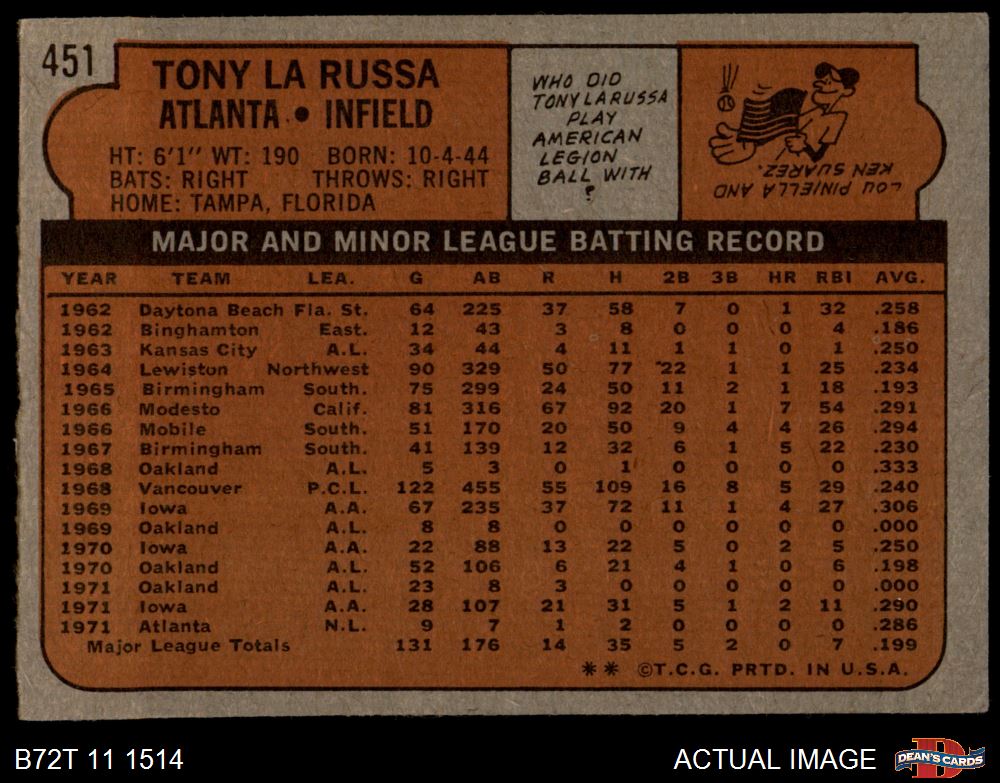 451
TONY LA RUSSA
ATLANTA • INFIELD
HT: 6'1" WT: 190 BORN: 10-4-44
BATS: RIGHT THROWS: RIGHT
HOME: TAMPA, FLORIDA
WHO DID
TONY LARUSSA
PLAY
AMERICAN
LEGION
BALL WITH
?
LOU PINIELLA AND
KEN SUAREZ.
MAJOR AND MINOR LEAGUE BATTING RECORD
YEAR TEAM LEA. G AB R H 2B 3B HR RBI AVG.
1962 Daytona Beach Fla. St. 64 225 37 58 7 0 1 32 .258
1962 Binghamton East. 12 43 3 8 0 0 0 4 .186
1963 Kansas City A.L. 34 44 4 11 1 1 0 1 .250
1964 Lewiston Northwest 90 329 50 77 22 1 1 25 .234
1965 Birmingham South. 75 299 24 50 11 2 1 18 .193
1966 Modesto Calif. 81 316 67 92 20 1 7 54 .291
1966 Mobile South. 51 170 20 50 9 4 4 26 .294
1967 Birmingham South. 41 139 12 32 6 1 5 22 .230
1968 Oakland A.L. 5 3 0 1 0 0 0 0 .333
1968 Vancouver P.C.L. 122 455 55 109 16 8 5 29 .240
1969 Iowa A.A. 67 235 37 72 11 1 4 27 .306
1969 Oakland A.L. 8 8 0 0 0 0 0 0 .000
1970 Iowa A.A. 22 88 13 22 5 0 2 5 .250
1970 Oakland A.L. 52 106 6 21 4 1 0 6 .198
1971 Oakland A.L. 23 8 3 0 0 0 0 0 .000
1971 Iowa A.A. 28 107 21 31 5 1 2 11 .290
1971 Atlanta N.L. 9 7 1 2 0 0 0 0 .286
Major League Totals 131 176 14 35 5 2 0 7 .199
** ©T.C.G. PRTD. IN U.S.A.
B72T 11 1514
ACTUAL IMAGE
D
DEAN'S CARDS